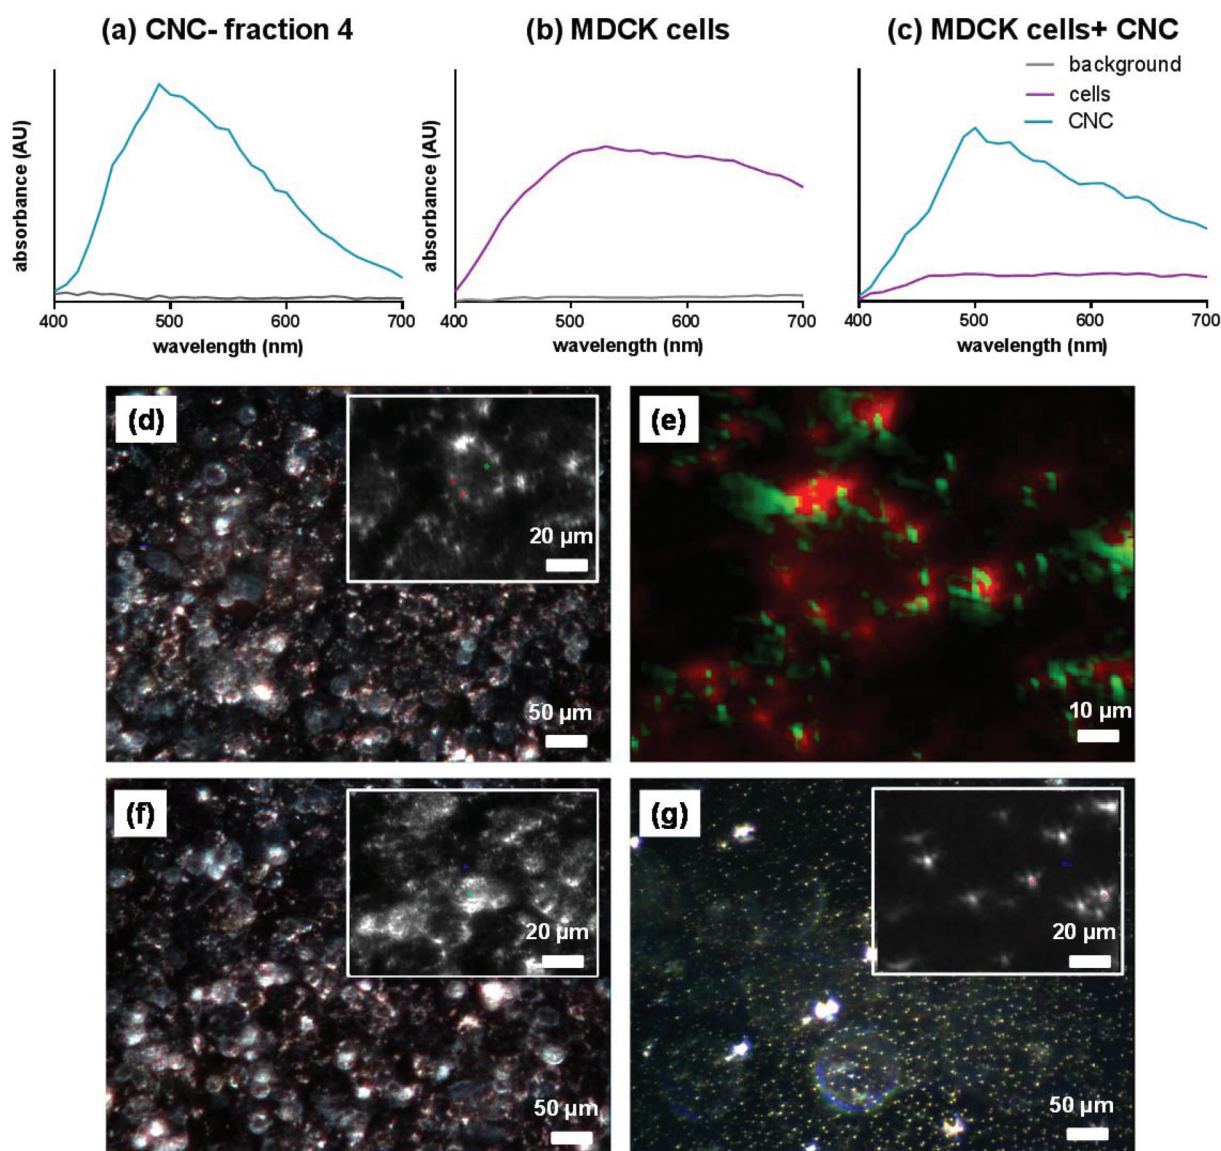 (a) CNC- fraction 4
(b) MDCK cells
(c) MDCK cells+ CNC
background
cells
CNC
absorbance (AU)
absorbance (AU)
400 500 600 700
400 500 600 700
400 500 600 700
wavelength (nm)
wavelength (nm)
wavelength (nm)
(d)
20 µm
50 µm
(e)
10 µm
(f)
20 µm
50 µm
(g)
20 µm
50 µm